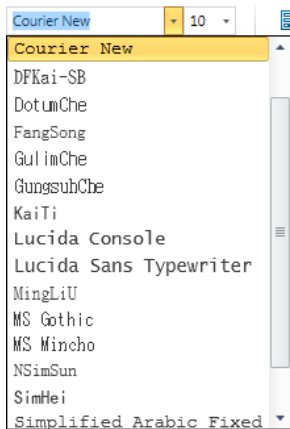 Courier New 10
Courier New
DFKai-SB
DotumChe
FangSong
GulimChe
GungsuhChe
KaiTi
Lucida Console
Lucida Sans Typewriter
MingLiU
MS Gothic
MS Mincho
NSimSun
SimHei
Simplified Arabic Fixed